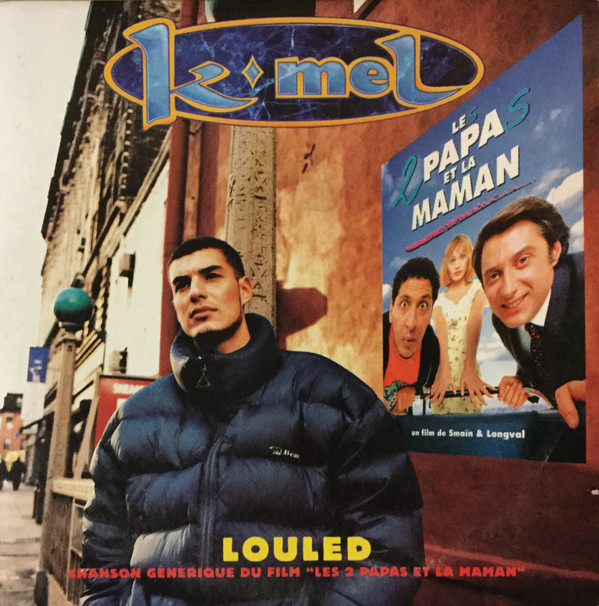 K•meL
LES
2 PAPAS
ET LA
MAMAN
un film de Smaïn & Longval
LOULED
CHANSON GÉNÉRIQUE DU FILM "LES 2 PAPAS ET LA MAMAN"